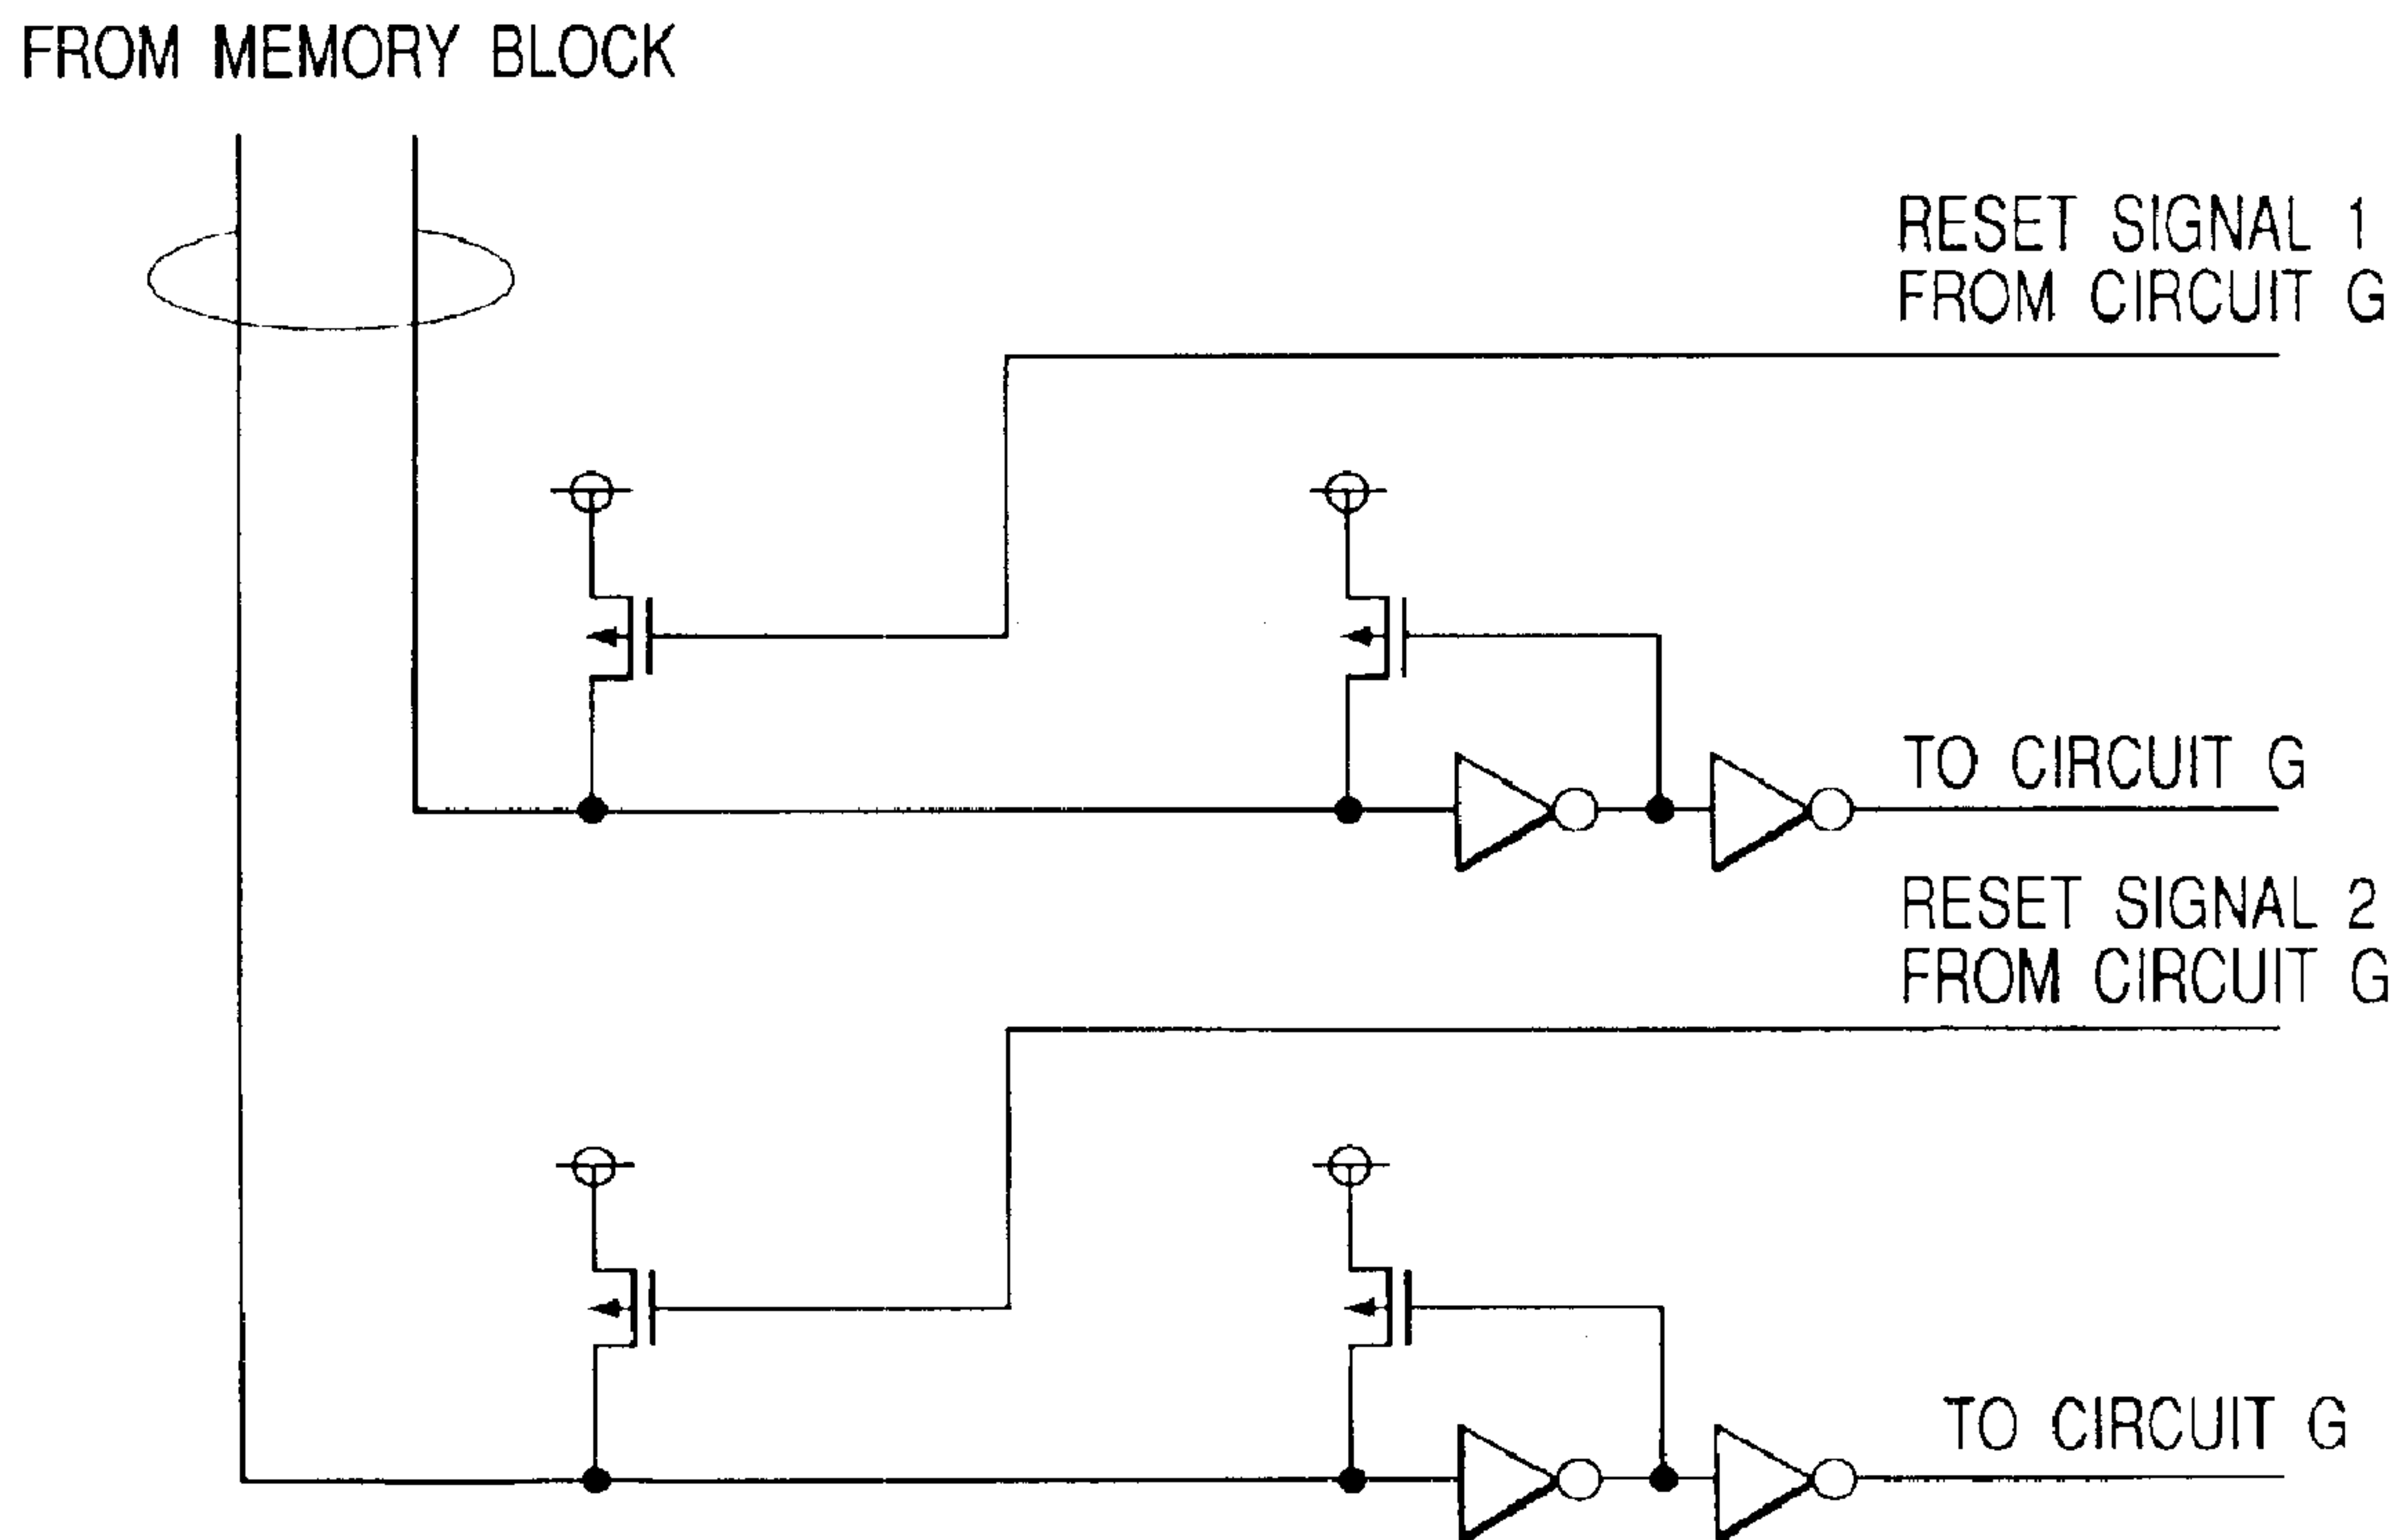 FROM MEMORY BLOCK
RESET SIGNAL 1
FROM CIRCUIT G
TO CIRCUIT G
RESET SIGNAL 2
FROM CIRCUIT G
TO CIRCUIT G